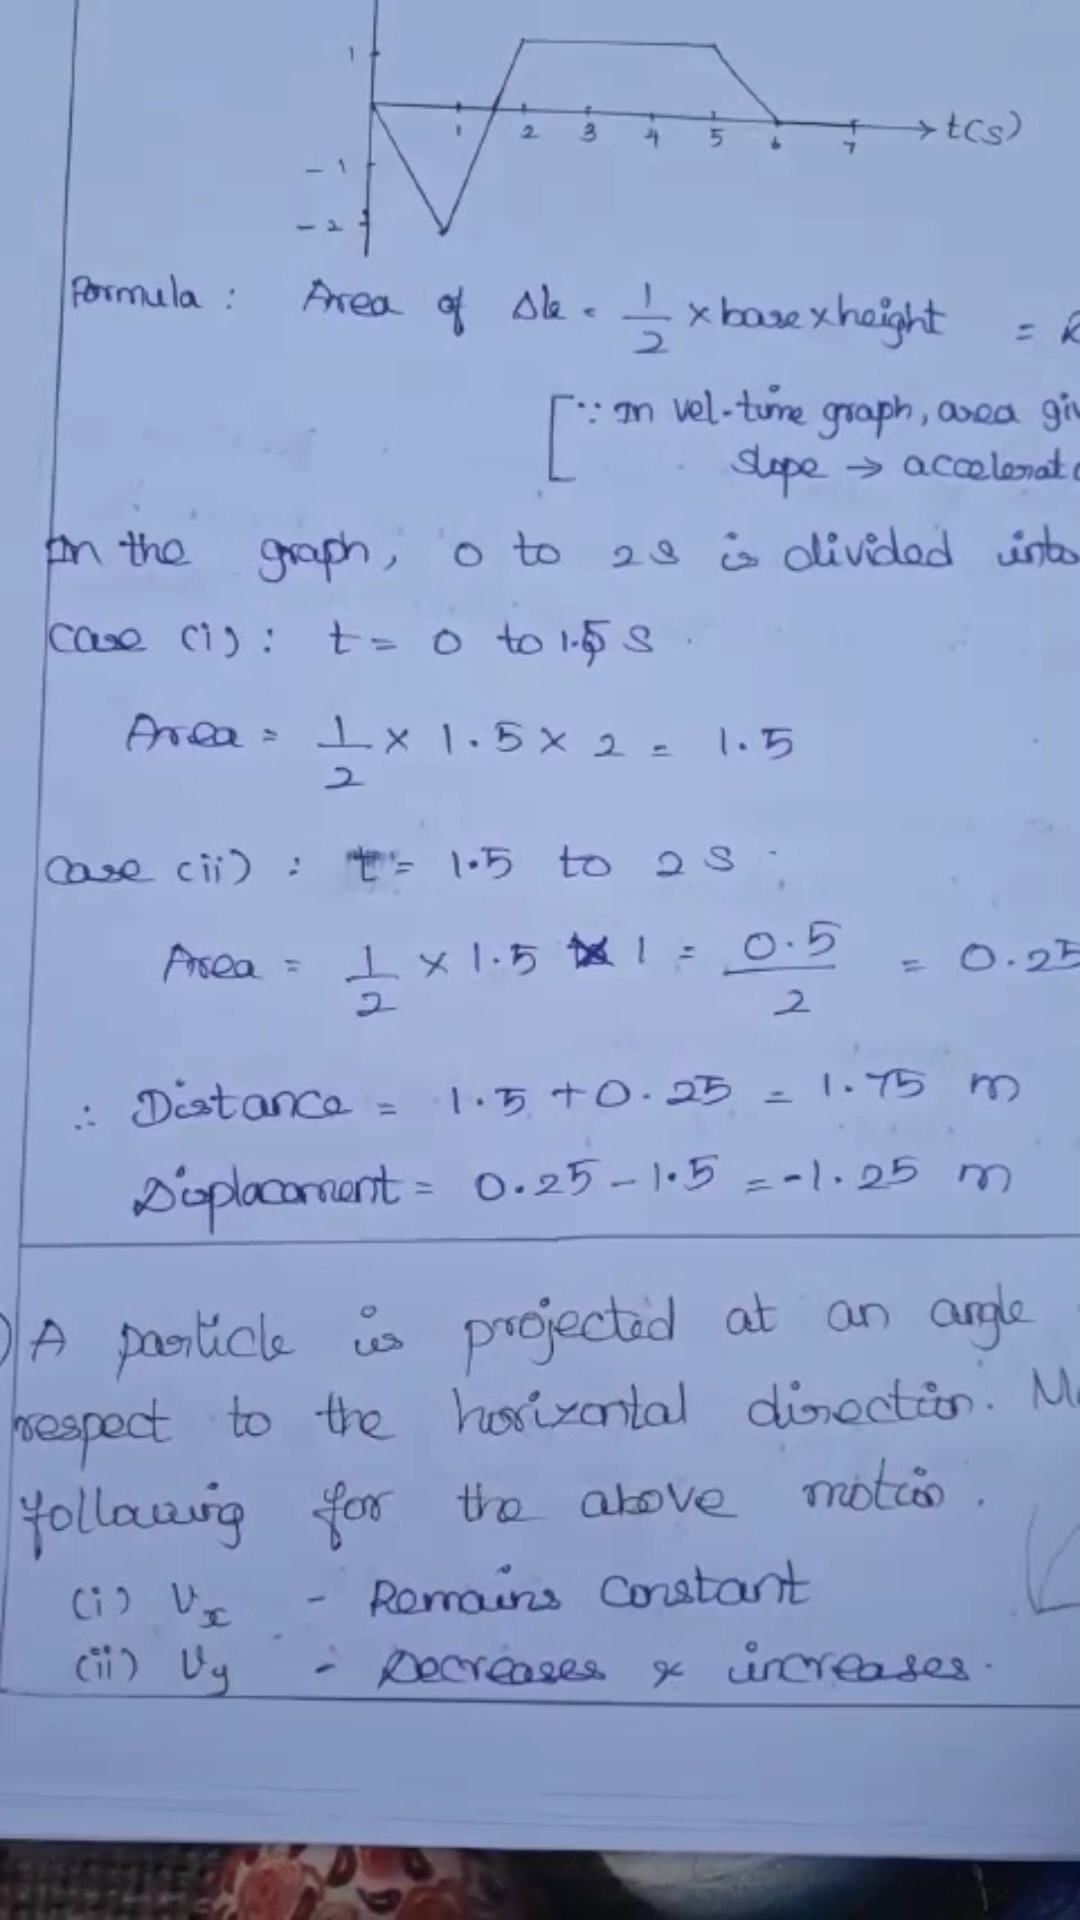 1
1 2 3 4 5 6 7 t(s)
-1
-2
Formula : Area of Δle = 1/2 × base × height =
[∵ In vel-time graph, area
slope → accelerat
In the graph, 0 to 2s is divided into
Case (i) : t = 0 to 1.5 s
Area = 1/2 × 1.5 × 2 = 1.5
Case (ii) : t = 1.5 to 2s
Area = 1/2 × 1.5 × 1 = 0.5/2 = 0.25
∴ Distance = 1.5 + 0.25 = 1.75 m
Displacement = 0.25 - 1.5 = -1.25 m
) A particle is projected at an angle
respect to the horizontal direction. M
following for the above motion.
(i) Vx - Remains Constant
(ii) Vy - Decreases & increases.